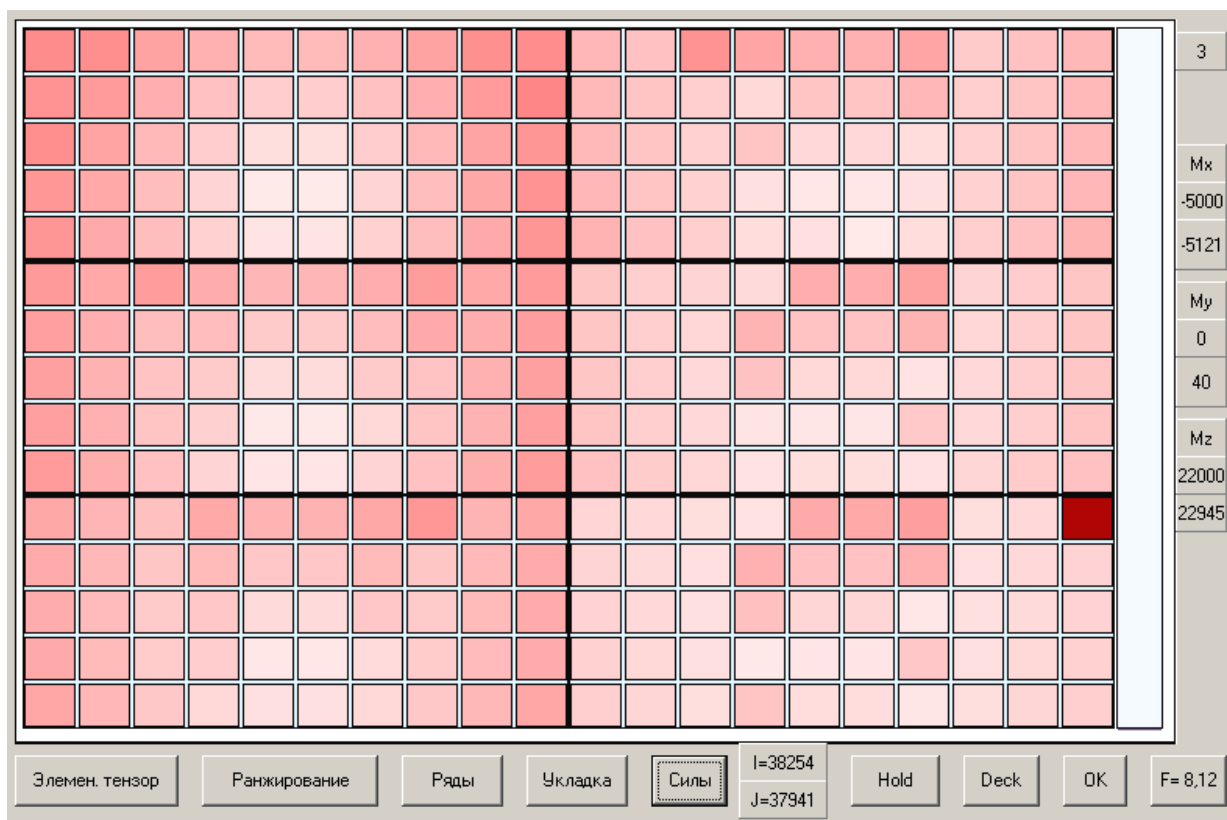 3
Mx
-5000
-5121
My
0
40
Mz
22000
22945
Элемен. тензор
Ранжирование
Ряды
Укладка
Силы
I=38254
J=37941
Hold
Deck
OK
F= 8,12